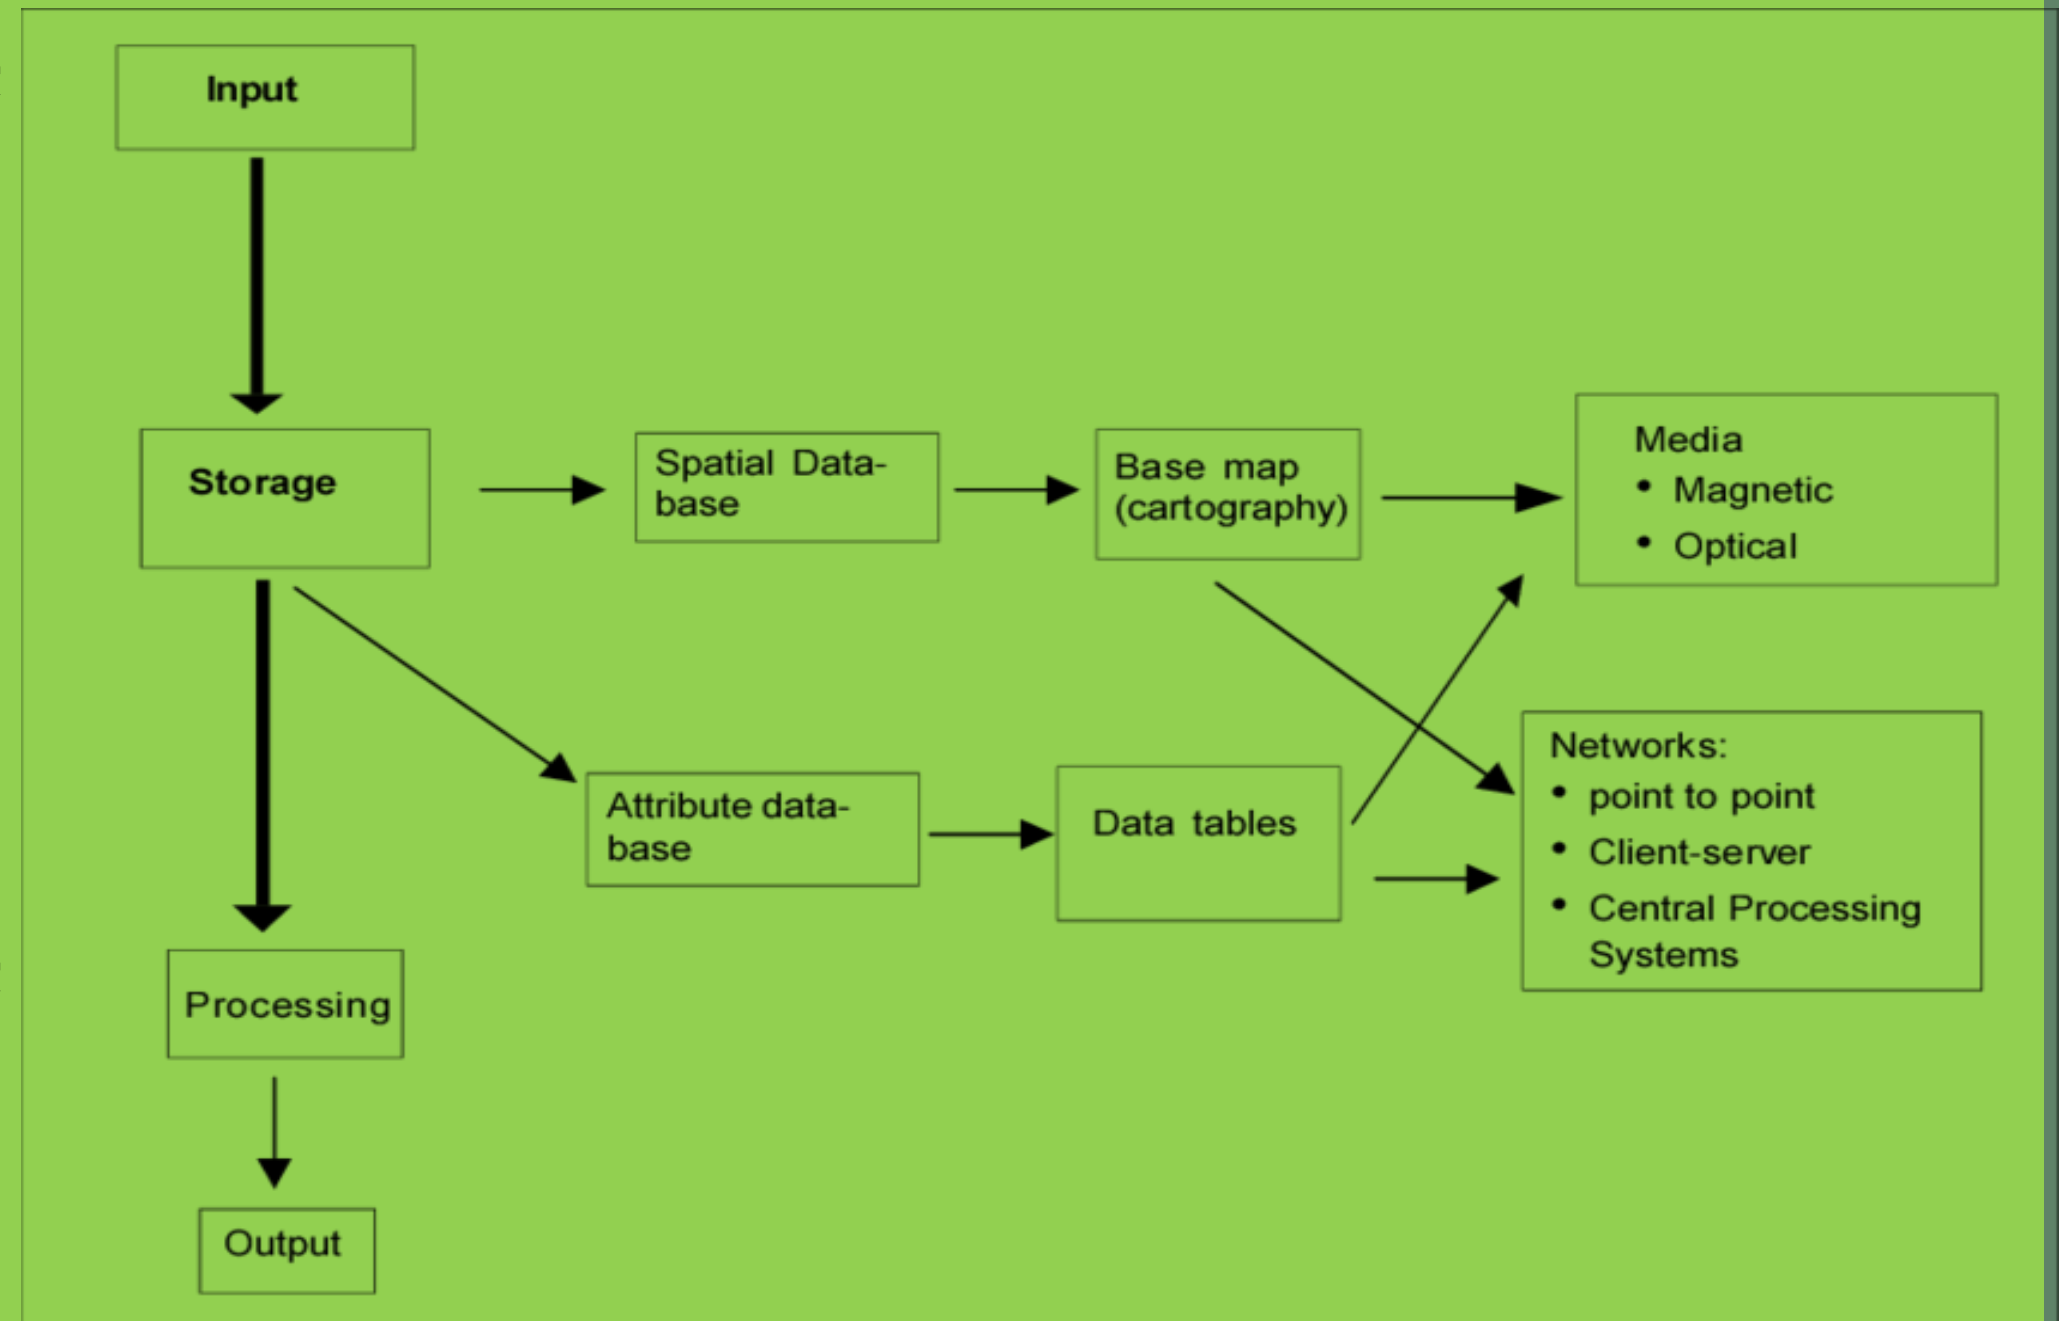 Input
Storage
Spatial Data-
base
Base map
(cartography)
Media
• Magnetic
• Optical
Attribute data-
base
Data tables
Networks:
• point to point
• Client-server
• Central Processing
Systems
Processing
Output